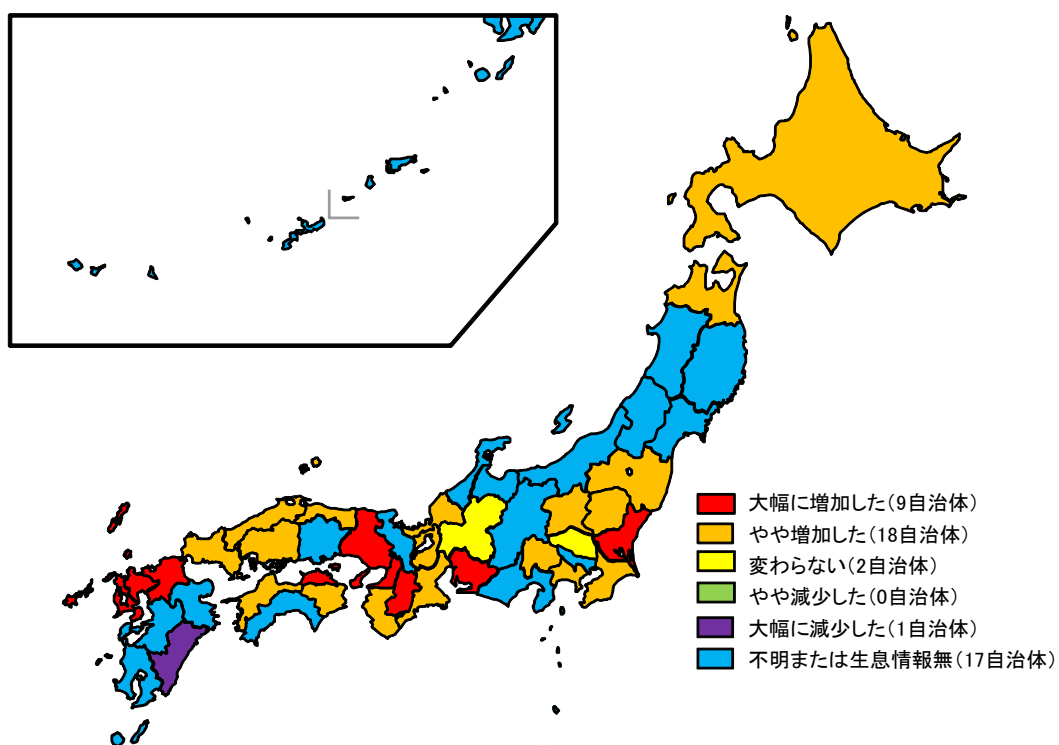 大幅に増加した(9自治体)
やや増加した(18自治体)
変わらない(2自治体)
やや減少した(0自治体)
大幅に減少した(1自治体)
不明または生息情報無(17自治体)